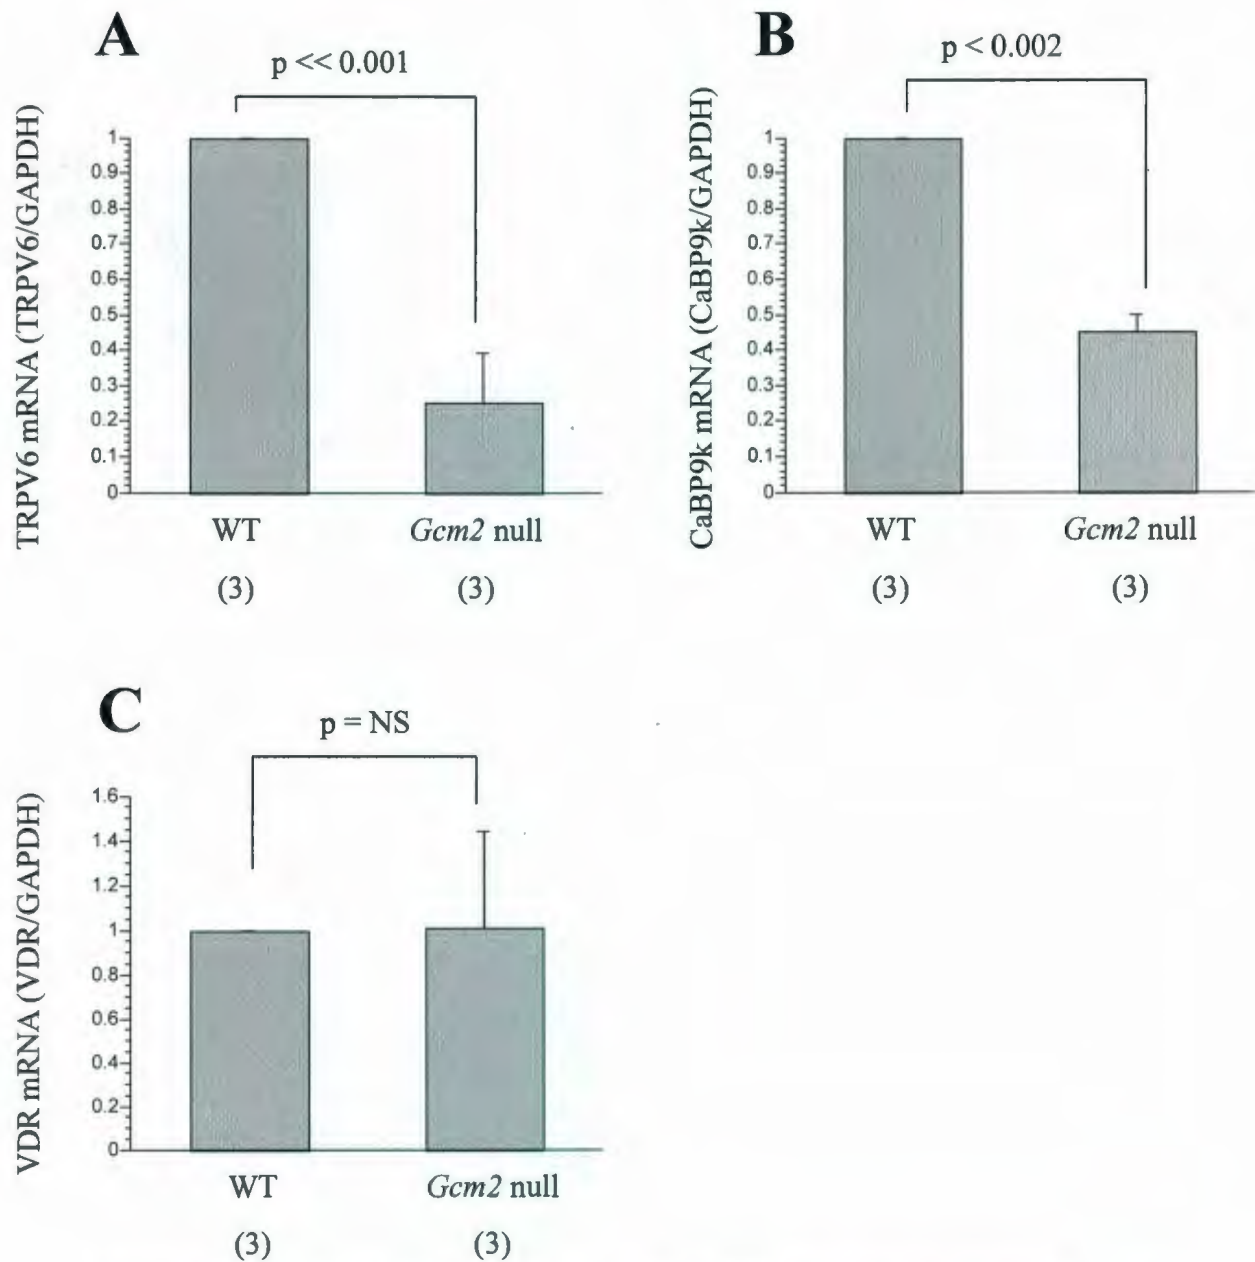 A
p << 0.001
TRPV6 mRNA (TRPV6/GAPDH)
1
0.9
0.8
0.7
0.6
0.5
0.4
0.3
0.2
0.1
0
WT
Gcm2 null
(3)
(3)
B
p < 0.002
CaBP9k mRNA (CaBP9k/GAPDH)
1
0.9
0.8
0.7
0.6
0.5
0.4
0.3
0.2
0.1
0
WT
Gcm2 null
(3)
(3)
C
p = NS
VDR mRNA (VDR/GAPDH)
1.6
1.4
1.2
1
0.8
0.6
0.4
0.2
0
WT
Gcm2 null
(3)
(3)